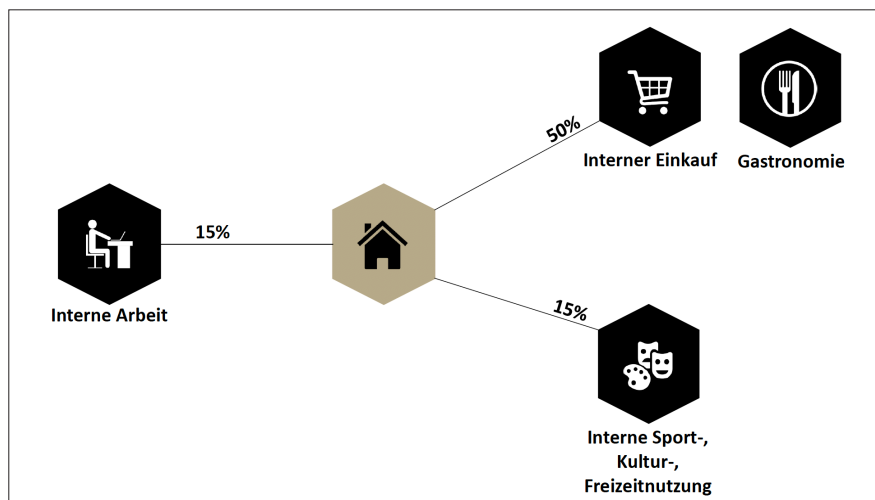 50%
Interner Einkauf
Gastronomie
15%
Interne Arbeit
15%
Interne Sport-,
Kultur-,
Freizeitnutzung